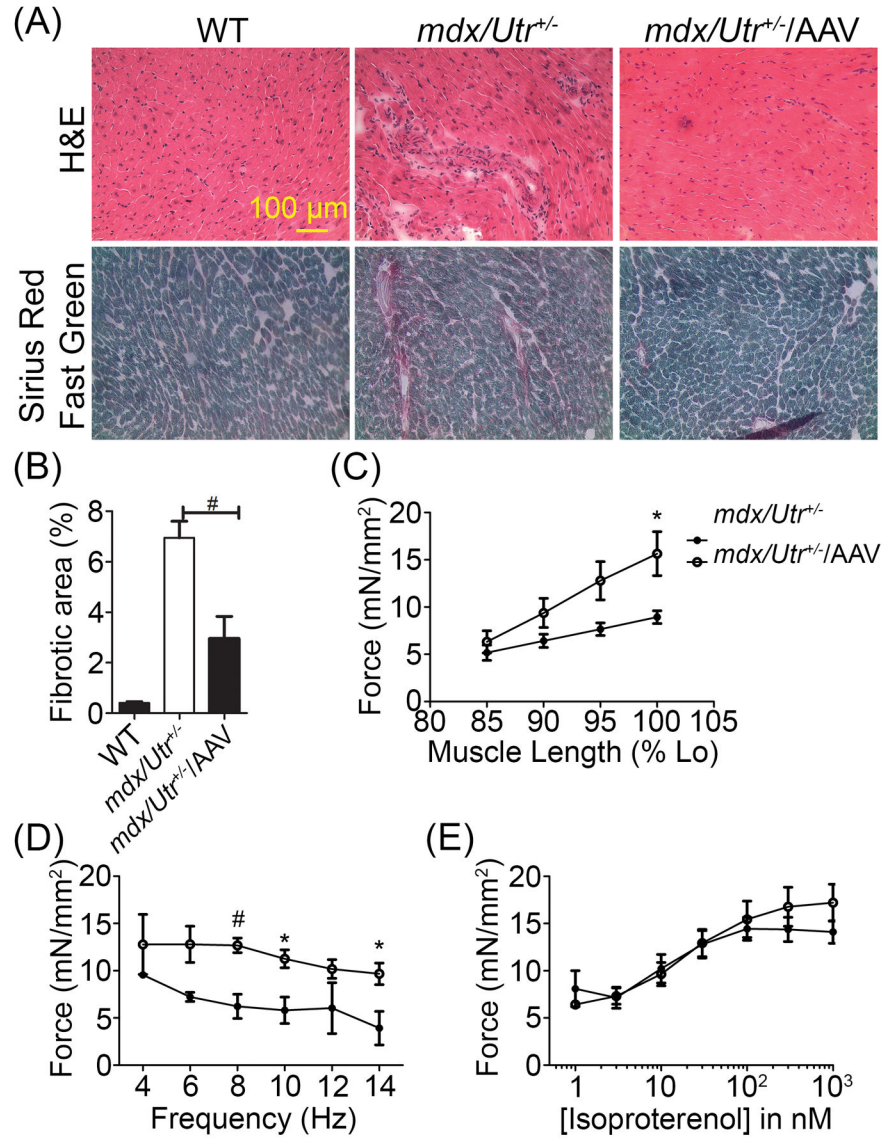 (A)
WT
mdx/Utr+/-
mdx/Utr+/-/AAV
H&E
100 µm
Sirius Red
Fast Green
(B)
Fibrotic area (%)
8
6
4
2
0
#
WT
mdx/Utr+/-
mdx/Utr+/-/AAV
(C)
Force (mN/mm²)
20
15
10
5
0
*
80 85 90 95 100 105
Muscle Length (% Lo)
mdx/Utr+/-
mdx/Utr+/-/AAV
(D)
Force (mN/mm²)
20
15
10
5
0
# * *
4 6 8 10 12 14
Frequency (Hz)
(E)
Force (mN/mm²)
20
15
10
5
0
1 10 10² 10³
[Isoproterenol] in nM